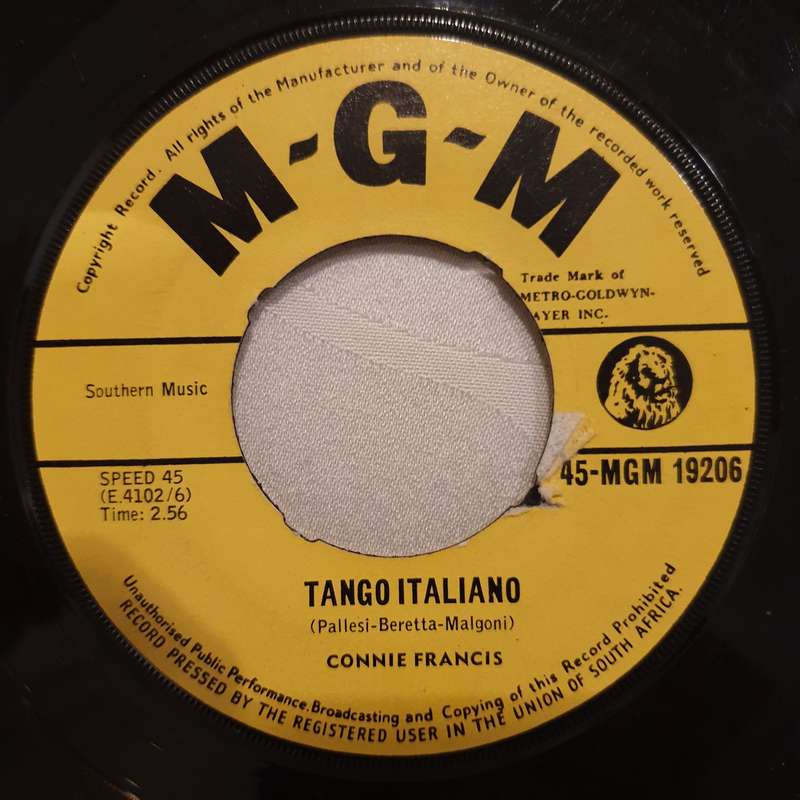 Copyright Record. All rights of the Manufacturer and of the Owner of the recorded work reserved
M-G-M
Trade Mark of
METRO-GOLDWYN-
AYER INC.
Southern Music
45-MGM 19206
SPEED 45
(E.4102/6)
Time: 2.56
TANGO ITALIANO
(Pallesi-Beretta-Malgoni)
CONNIE FRANCIS
Unauthorised Public Performance. Broadcasting and Copying of this Record Prohibited
RECORD PRESSED BY THE REGISTERED USER IN THE UNION OF SOUTH AFRICA.